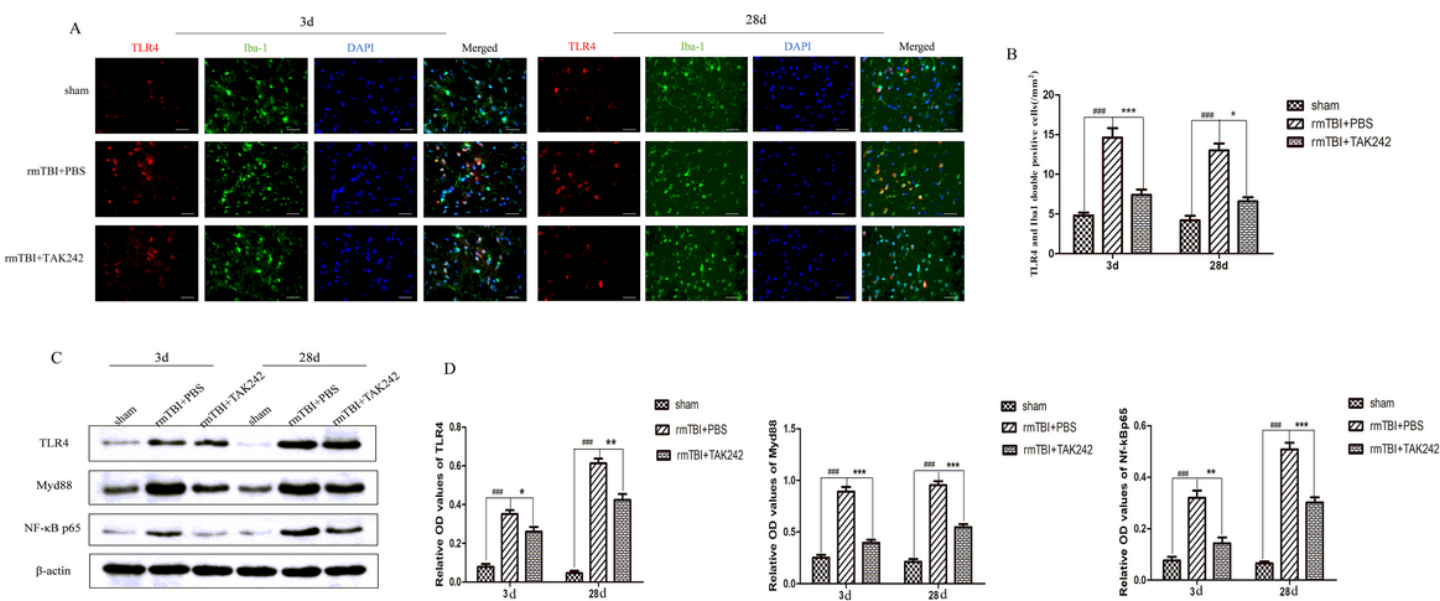 A
3d
28d
TLR4 Iba-1 DAPI Merged TLR4 Iba-1 DAPI Merged
sham
rmTBI+PBS
rmTBI+TAK242
B
TLR4 and Iba1 double positive cells(/mm²)
20
15
10
5
0
### *** ### *
3d 28d
sham
rmTBI+PBS
rmTBI+TAK242
C
3d 28d
sham rmTBI+PBS rmTBI+TAK242 sham rmTBI+PBS rmTBI+TAK242
TLR4
Myd88
NF-κB p65
β-actin
D
Relative OD values of TLR4
0.8
0.6
0.4
0.2
0.0
### * ### **
3d 28d
sham
rmTBI+PBS
rmTBI+TAK242
Relative OD values of Myd88
1.5
1.0
0.5
0.0
### *** ### ***
3d 28d
sham
rmTBI+PBS
rmTBI+TAK242
Relative OD values of Nf-kBp65
0.6
0.4
0.2
0.0
### ** ### ***
3d 28d
sham
rmTBI+PBS
rmTBI+TAK242